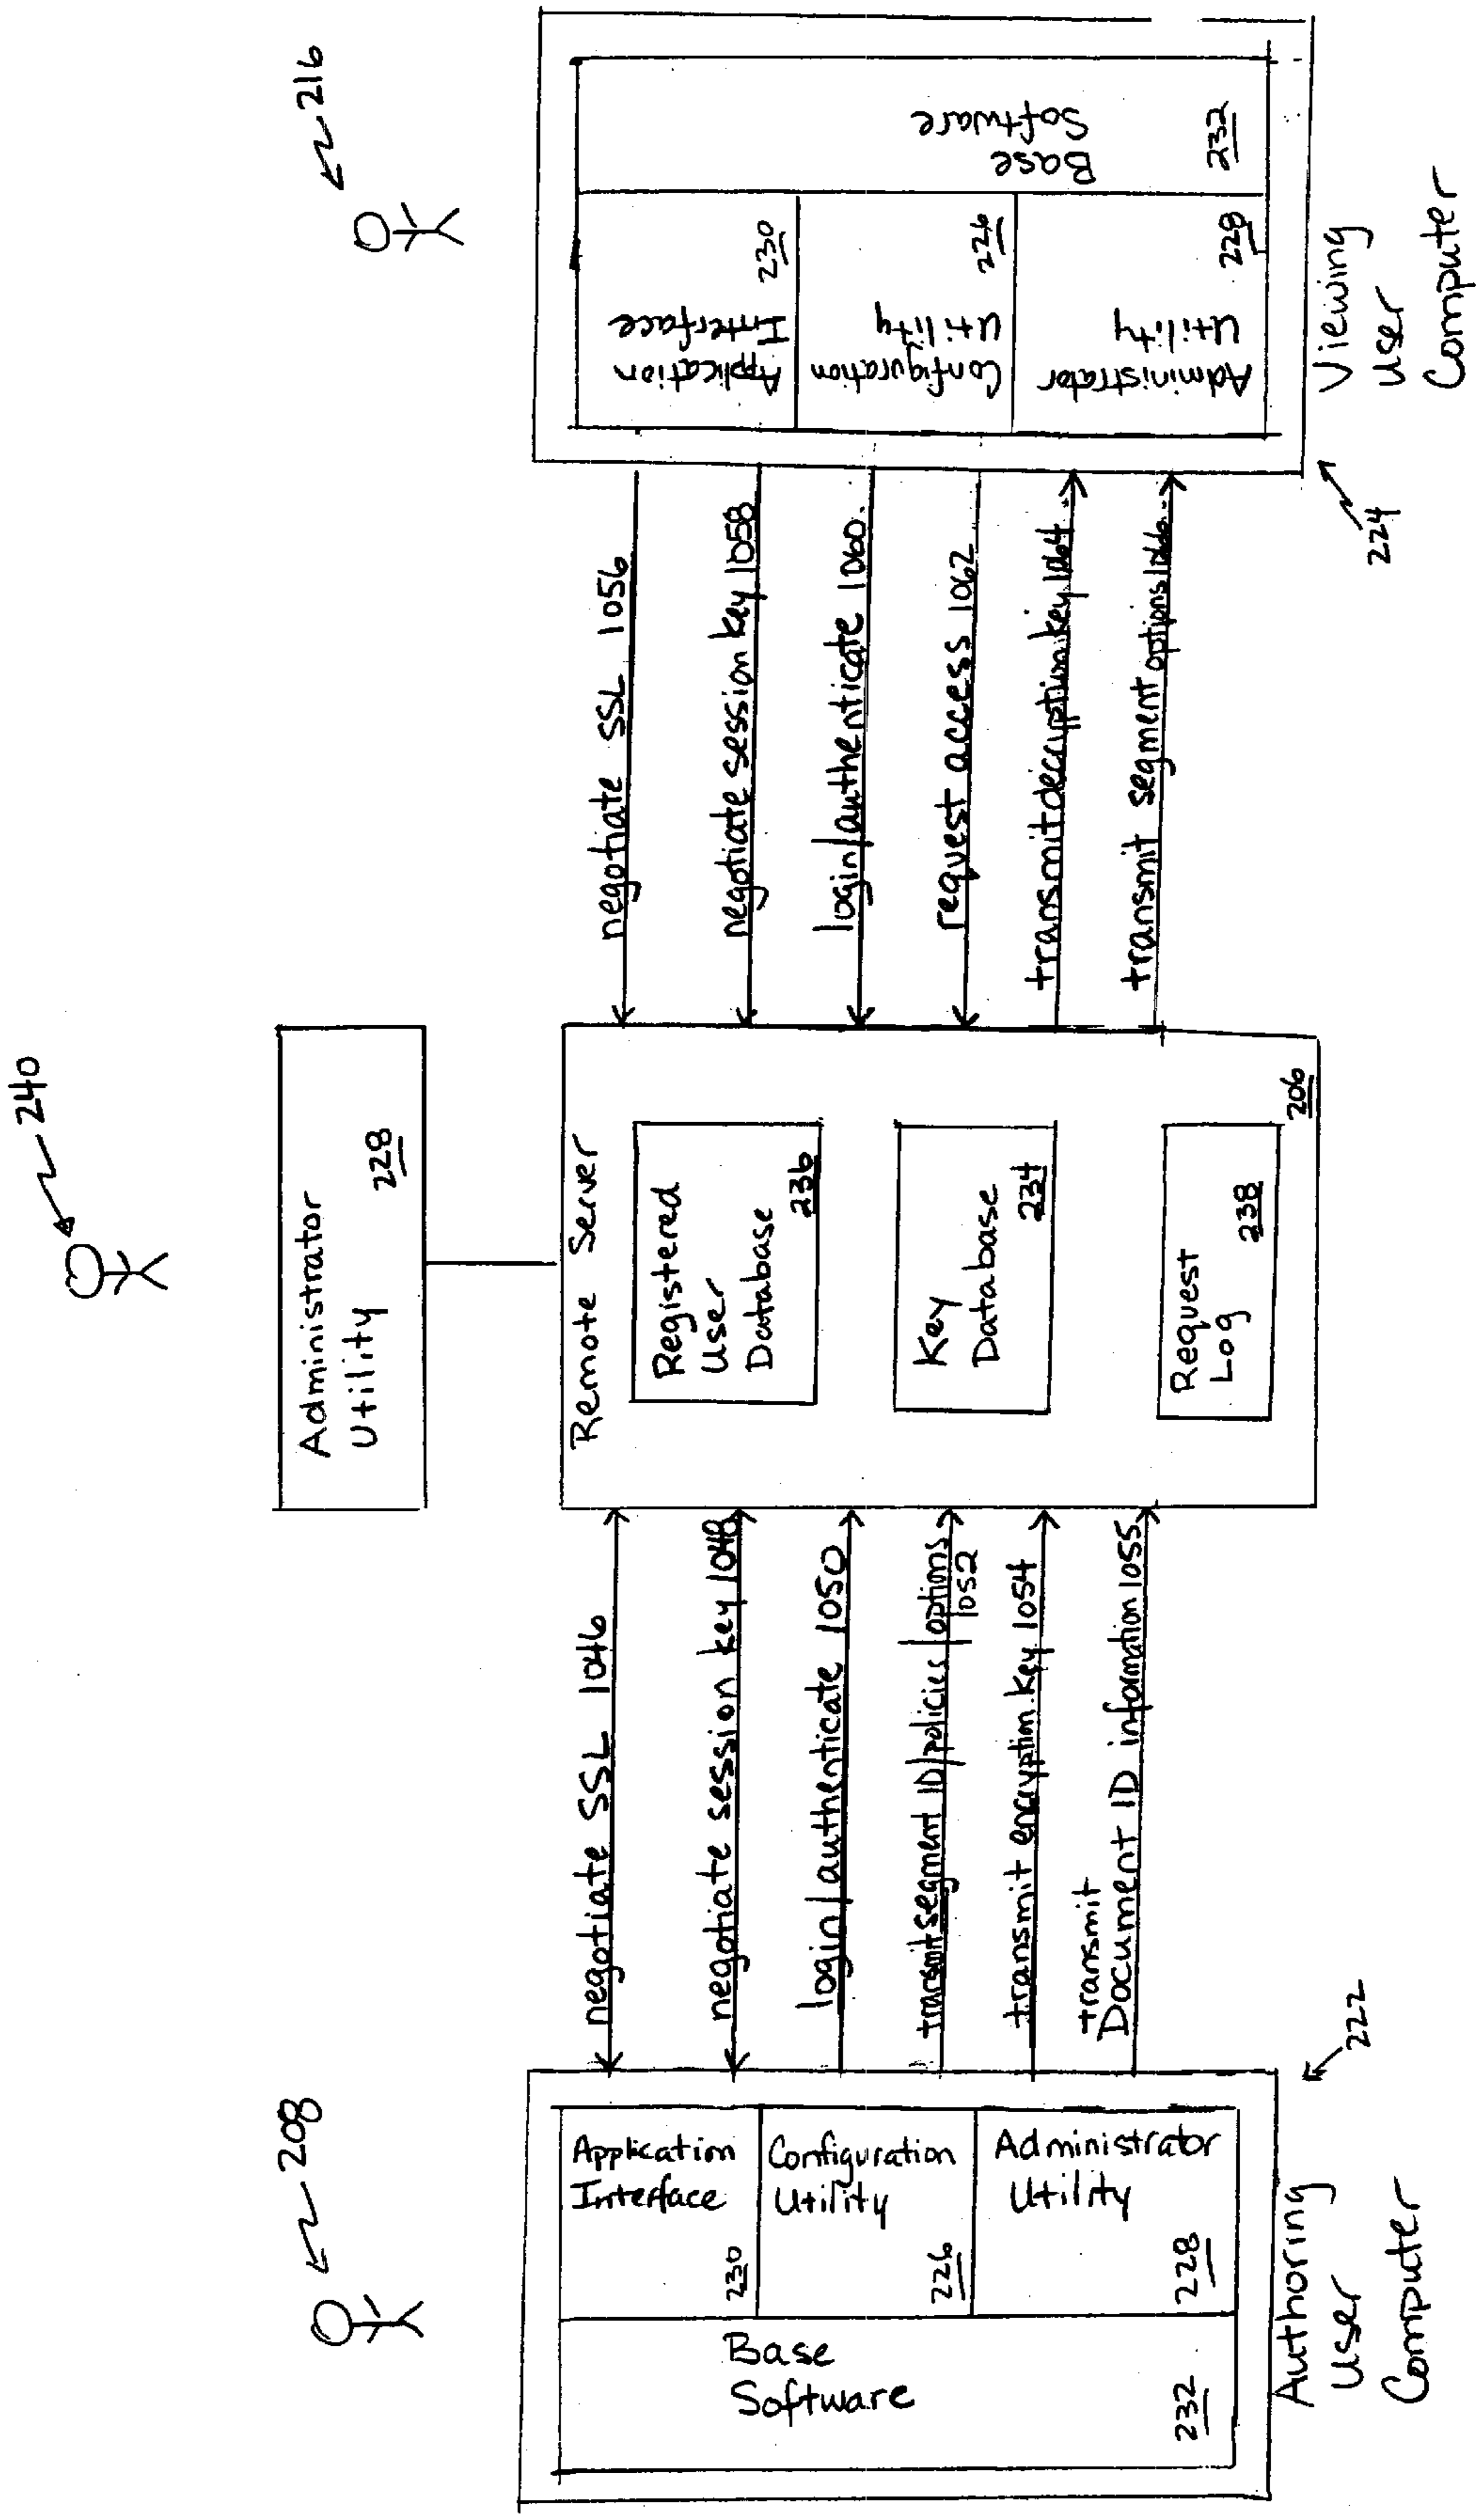 240
208
216
Administrator
Utility
228
Application
Interface
230
Configuration
Utility
226
Administrator
Utility
228
Base
Software
232
Authoring
User
Computer
222
negotiate SSL 1046
negotiate session key 1048
login/authenticate 1050
transmit segment ID/policies/options
1052
transmit encryption key 1054
transmit
Document ID information 1055
Remote Server
Registered
User
Database
236
Key
Database
234
Request
Log
238
206
negotiate SSL 1056
negotiate session key 1058
login/authenticate 1060
request access 1062
transmit decryption key 1064
transmit segment options 1066
Application
Interface
230
Configuration
Utility
226
Administrator
Utility
228
Base
Software
232
Viewing
User
Computer
224